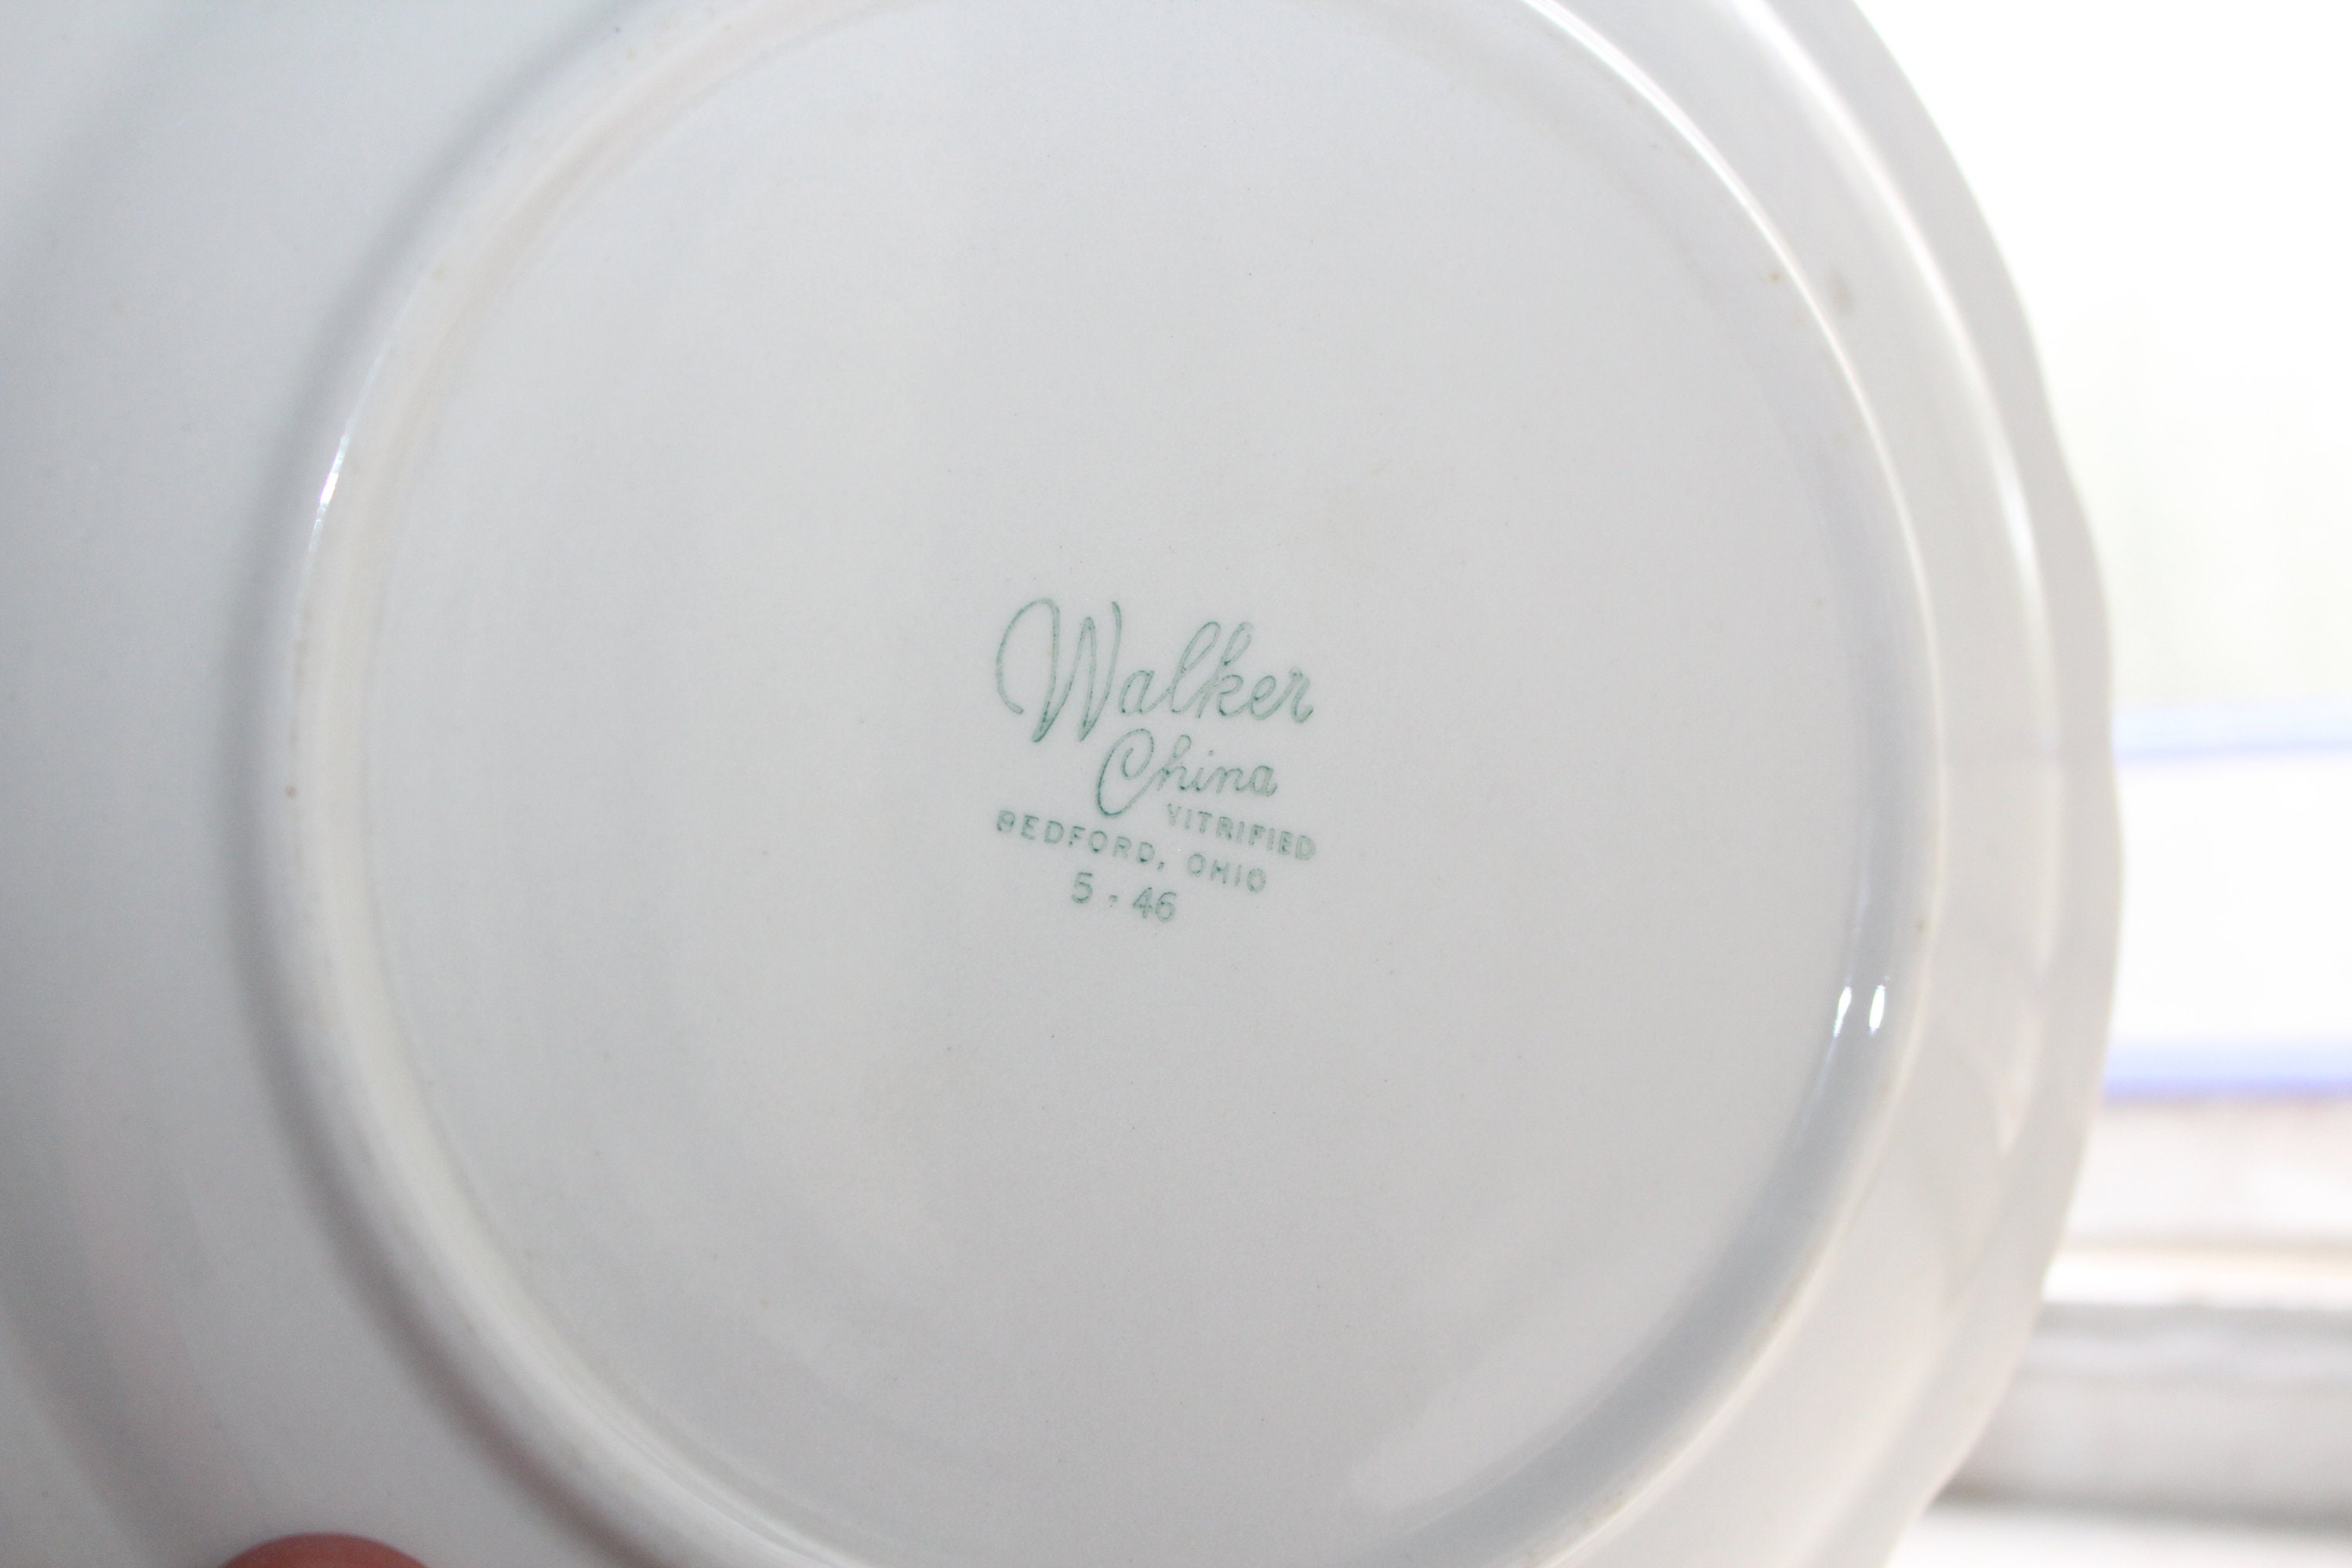 Walker
China
VITRIFIED
BEDFORD, OHIO
5 - 46